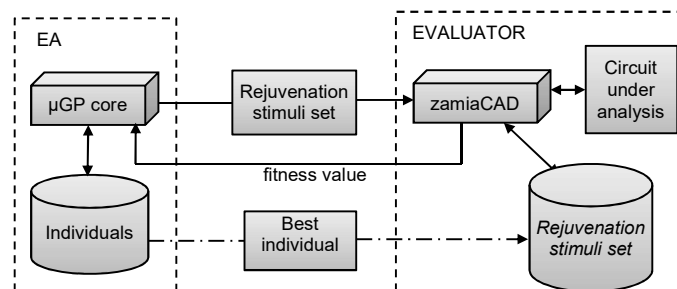 EA
EVALUATOR
µGP core
Rejuvenation
stimuli set
zamiaCAD
Circuit
under
analysis
fitness value
Individuals
Best
individual
Rejuvenation
stimuli set